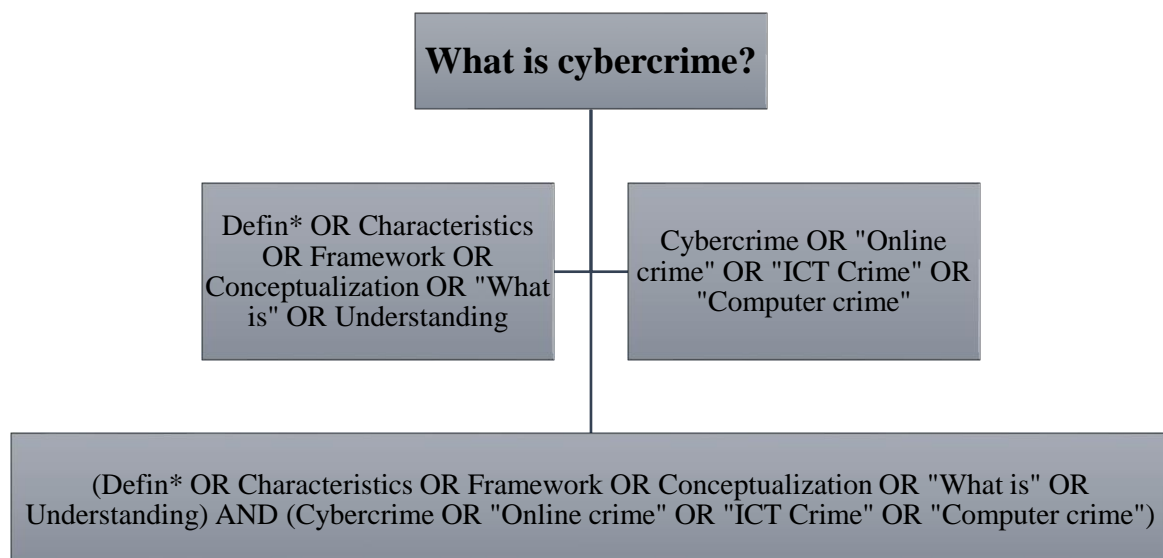 What is cybercrime?
Defin* OR Characteristics
OR Framework OR
Conceptualization OR "What
is" OR Understanding
Cybercrime OR "Online
crime" OR "ICT Crime" OR
"Computer crime"
(Defin* OR Characteristics OR Framework OR Conceptualization OR "What is" OR
Understanding) AND (Cybercrime OR "Online crime" OR "ICT Crime" OR "Computer crime")